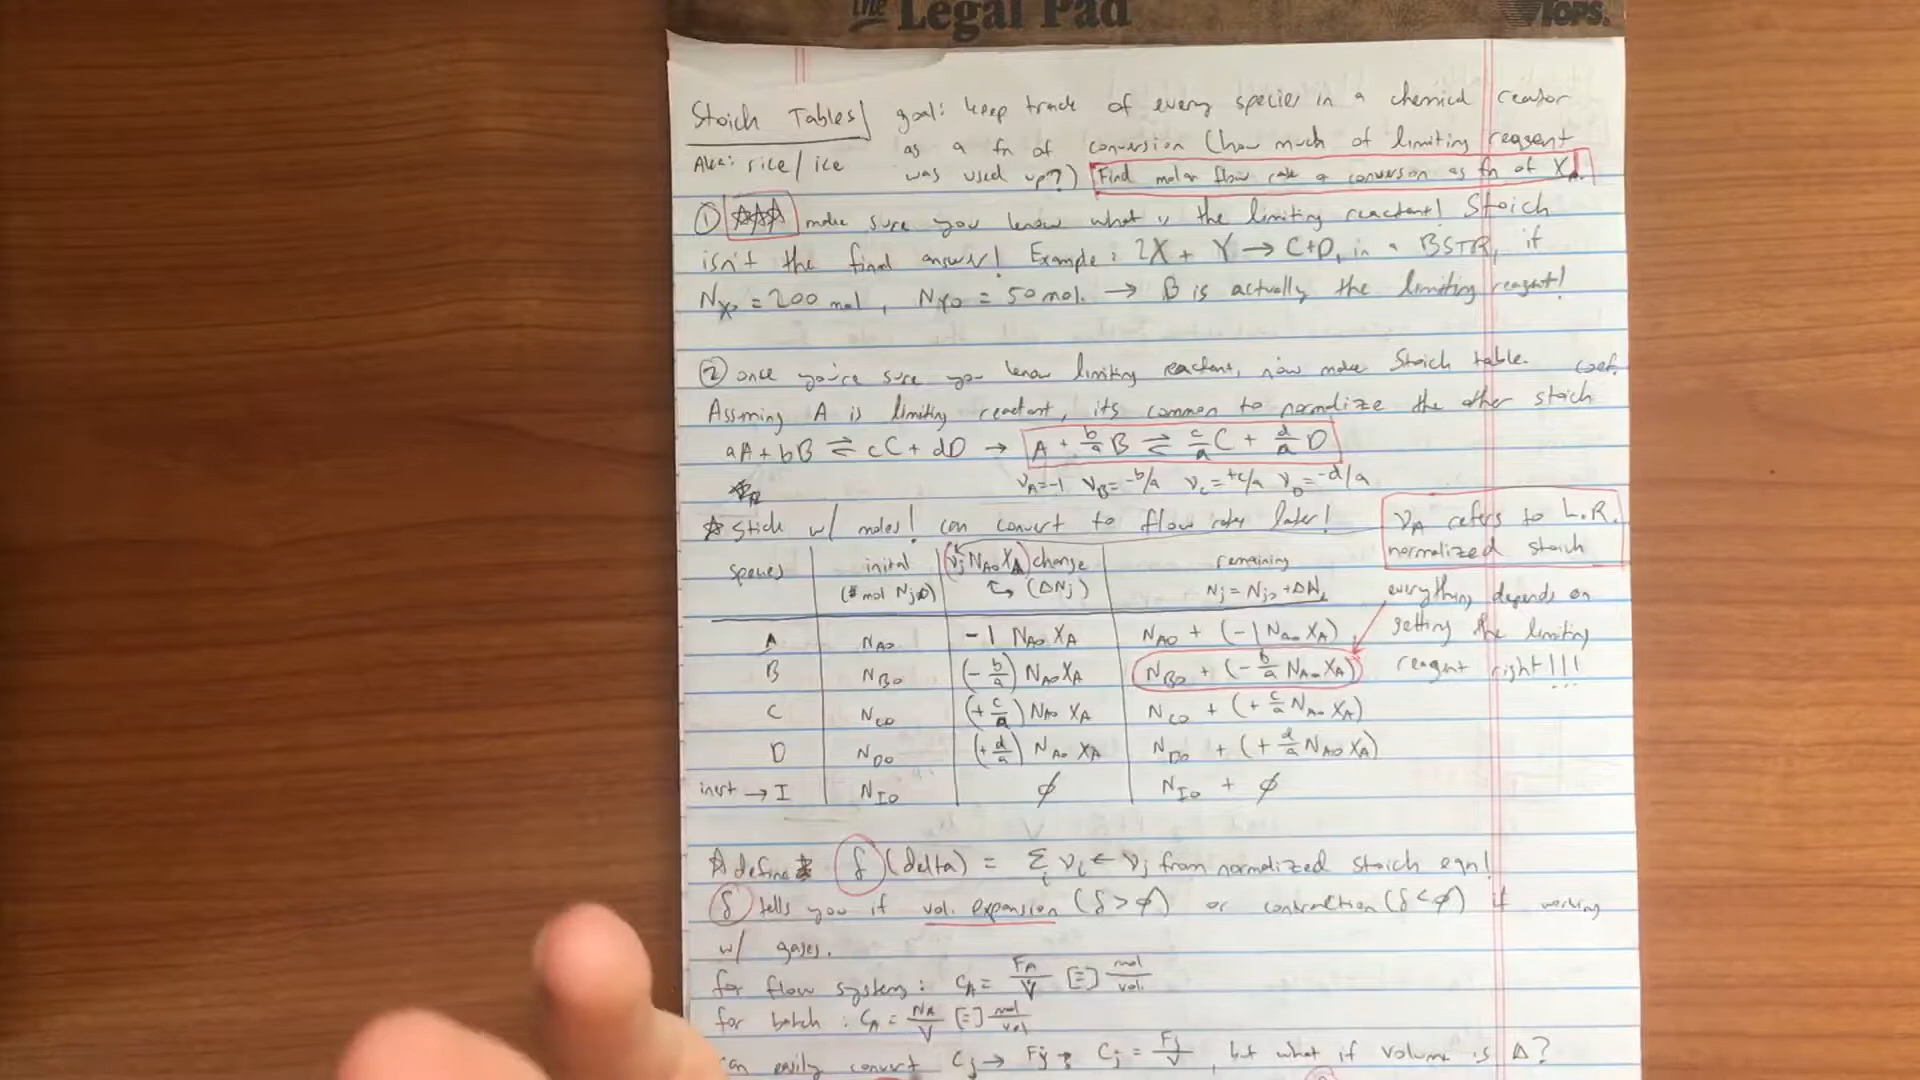 The Legal Pad TOPS.
Stoich Tables goal: keep track of every species in a chemical reactor
as a fn of conversion (how much of limiting reagent
Aka: rice/ice was used up?) Find molar flow rate or conversion as fn of X_A.
① ☆☆☆ make sure you know what is the limiting reactant! Stoich
isn't the final answer! Example: 2X + Y → C+D, in a BSTR, if
N_X0 = 200 mol, N_Y0 = 50 mol. → B is actually the limiting reagent!
② once you're sure you know limiting reactant, now make Stoich table. coef.
Assuming A is limiting reactant, its common to normalize the other stoich
aA + bB ⇌ cC + dD → A + b/a B ⇌ c/a C + d/a D
ν_A=-1 ν_B=-b/a ν_C=+c/a ν_D=-d/a
☆ Stick w/ moles! can convert to flow rates later! ν_A refers to L.R.
normalized stoich
species inital (ν_j N_A0 X_A) change remaining
(# mol N_j0) (ΔN_j) N_j = N_j0 + ΔN_j everything depends on
A N_A0 -1 N_A0 X_A N_A0 + (-1 N_A0 X_A) getting the limiting
B N_B0 (-b/a) N_A0 X_A N_B0 + (-b/a N_A0 X_A) reagent right!!!
C N_C0 (+c/a) N_A0 X_A N_C0 + (+c/a N_A0 X_A)
D N_D0 (+d/a) N_A0 X_A N_D0 + (+d/a N_A0 X_A)
inert → I N_I0 ϕ N_I0 + ϕ
☆ define δ (delta) = Σ_i ν_i ← ν_j from normalized stoich eqn!
δ tells you if vol. expansion (δ > ϕ) or contraction (δ < ϕ) if working
w/ gases.
for flow system: C_A = F_A/V̇ [=] mol/vol.
for batch: C_A = N_A/V [=] mol/vol
can easily convert C_j → F_j, C_j = F_j/V̇, but what if volume is Δ?